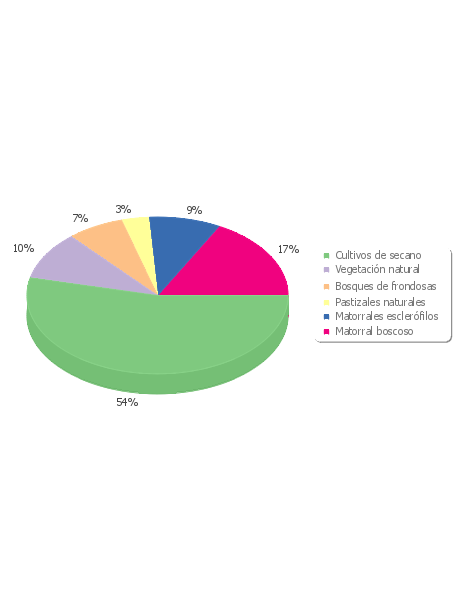 3%
9%
7%
10%
17%
54%
Cultivos de secano
Vegetación natural
Bosques de frondosas
Pastizales naturales
Matorrales esclerófilos
Matorral boscoso